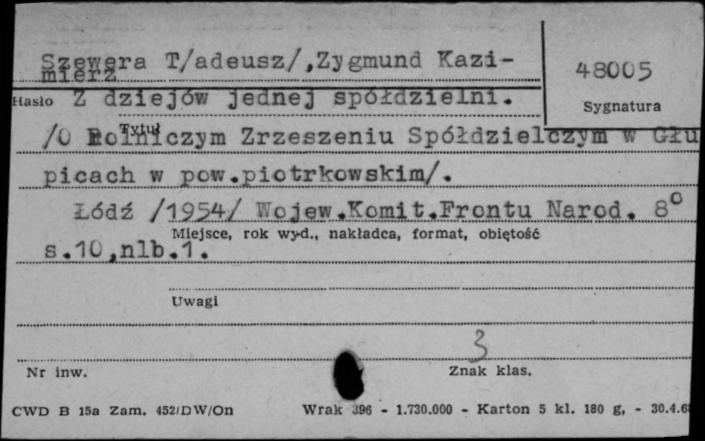 Szewera T/adeusz/,Zygmund Kazi-
mierz
48005
Hasło Z dziejów jednej spółdzielni.
Sygnatura
Tytuł
/O Rolniczym Zrzeszeniu Spółdzielczym w Głu
picach w pow.piotrkowskim/.
Łódź /1954/ Wojew.Komit.Frontu Narod. 8°
Miejsce, rok wyd., nakładca, format, obiętość
s.10,nlb.1.
Uwagi
3
Nr inw.
Znak klas.
CWD B 15a Zam. 452/DW/On Wrak 396 - 1.730.000 - Karton 5 kl. 180 g, - 30.4.6